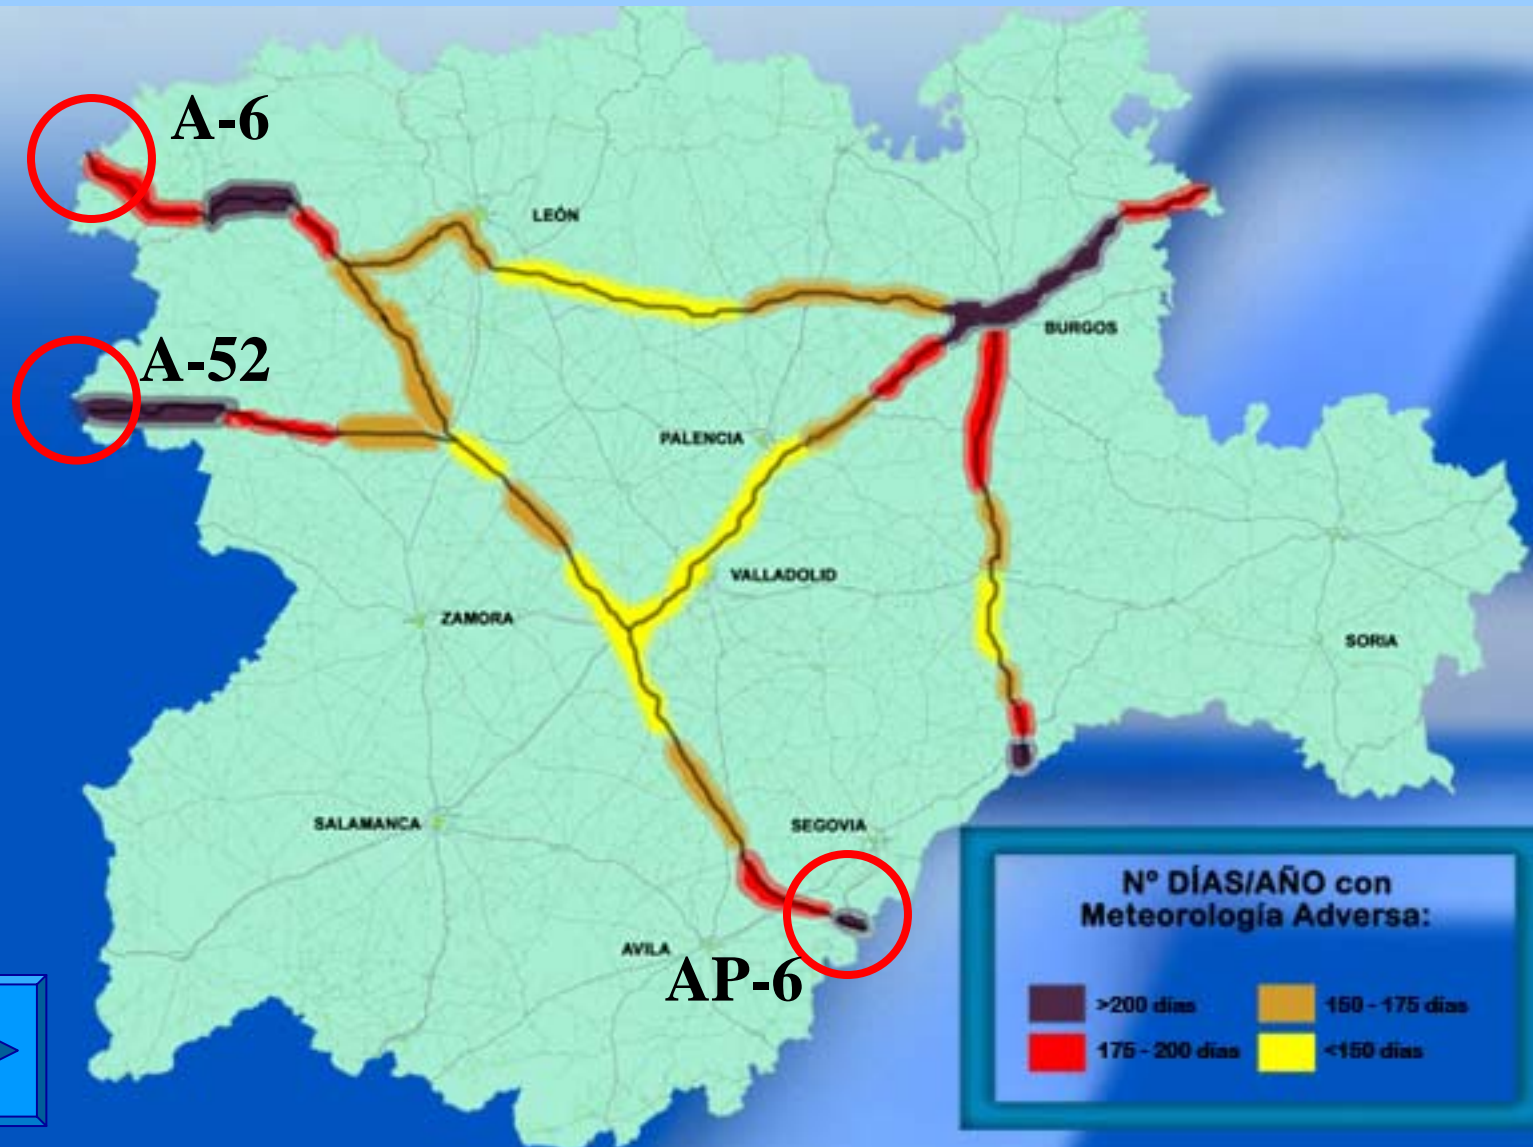 A-6
LEÓN
BURGOS
A-52
PALENCIA
VALLADOLID
ZAMORA
SORIA
SALAMANCA
SEGOVIA
AVILA
AP-6
Nº DÍAS/AÑO con
Meteorología Adversa:
>200 días
150 - 175 días
175 - 200 días
<150 días